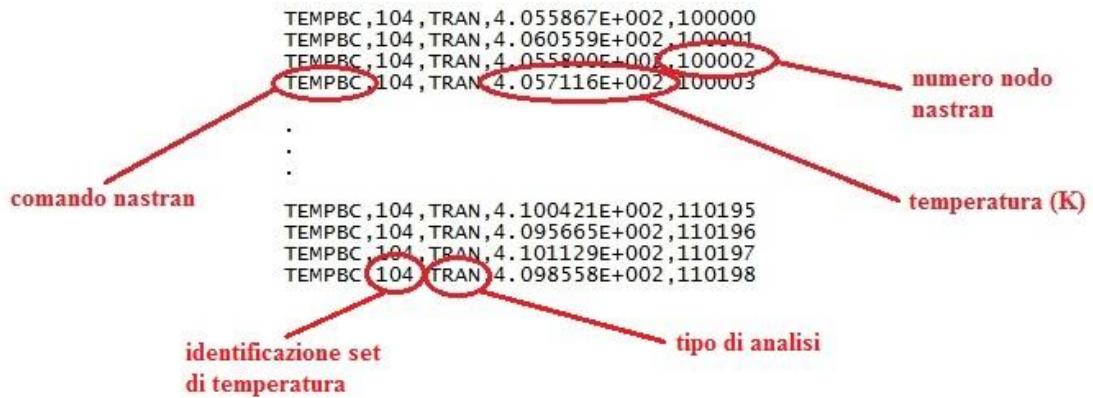 TEMPBC,104,TRAN,4.055867E+002,100000
TEMPBC,104,TRAN,4.060559E+002,100001
TEMPBC,104,TRAN,4.055800E+002,100002
TEMPBC,104,TRAN,4.057116E+002,100003
numero nodo
nastran
.
.
.
comando nastran
temperatura (K)
TEMPBC,104,TRAN,4.100421E+002,110195
TEMPBC,104,TRAN,4.095665E+002,110196
TEMPBC,104,TRAN,4.101129E+002,110197
TEMPBC,104,TRAN,4.098558E+002,110198
identificazione set
di temperatura
tipo di analisi